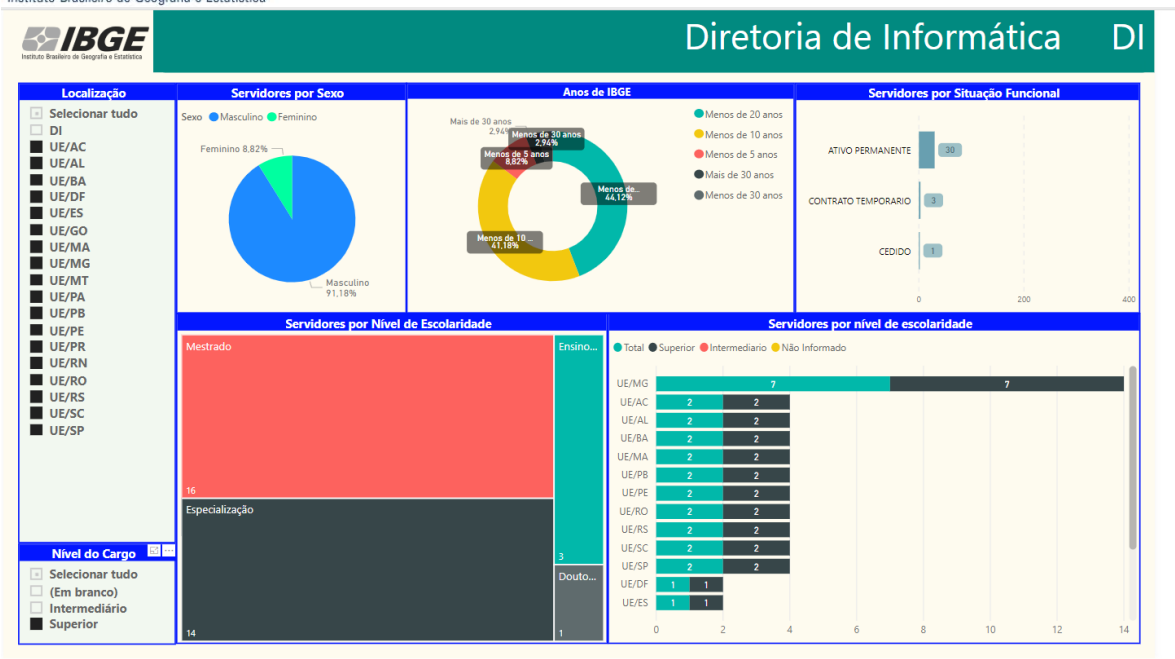 Instituto Brasileiro de Geografia e Estatística
IBGE
Instituto Brasileiro de Geografia e Estatística
Diretoria de Informática DI
Localização
Selecionar tudo
DI
UE/AC
UE/AL
UE/BA
UE/DF
UE/ES
UE/GO
UE/MA
UE/MG
UE/MT
UE/PA
UE/PB
UE/PE
UE/PR
UE/RN
UE/RO
UE/RS
UE/SC
UE/SP
Nível do Cargo
Selecionar tudo
(Em branco)
Intermediário
Superior
Servidores por Sexo
Sexo Masculino Feminino
Feminino 8,82%
Masculino
91,18%
Anos de IBGE
Mais de 30 anos
2,94%
Menos de 30 anos
2,94%
Menos de 5 anos
8,82%
Menos de...
44,12%
Menos de 10 ...
41,18%
Menos de 20 anos
Menos de 10 anos
Menos de 5 anos
Mais de 30 anos
Menos de 30 anos
Servidores por Situação Funcional
ATIVO PERMANENTE 30
CONTRATO TEMPORARIO 3
CEDIDO 1
0 200 400
Servidores por Nível de Escolaridade
Mestrado
16
Especialização
14
Ensino...
3
Douto...
1
Servidores por nível de escolaridade
Total Superior Intermediario Não Informado
UE/MG 7 7
UE/AC 2 2
UE/AL 2 2
UE/BA 2 2
UE/MA 2 2
UE/PB 2 2
UE/PE 2 2
UE/RO 2 2
UE/RS 2 2
UE/SC 2 2
UE/SP 2 2
UE/DF 1 1
UE/ES 1 1
0 2 4 6 8 10 12 14